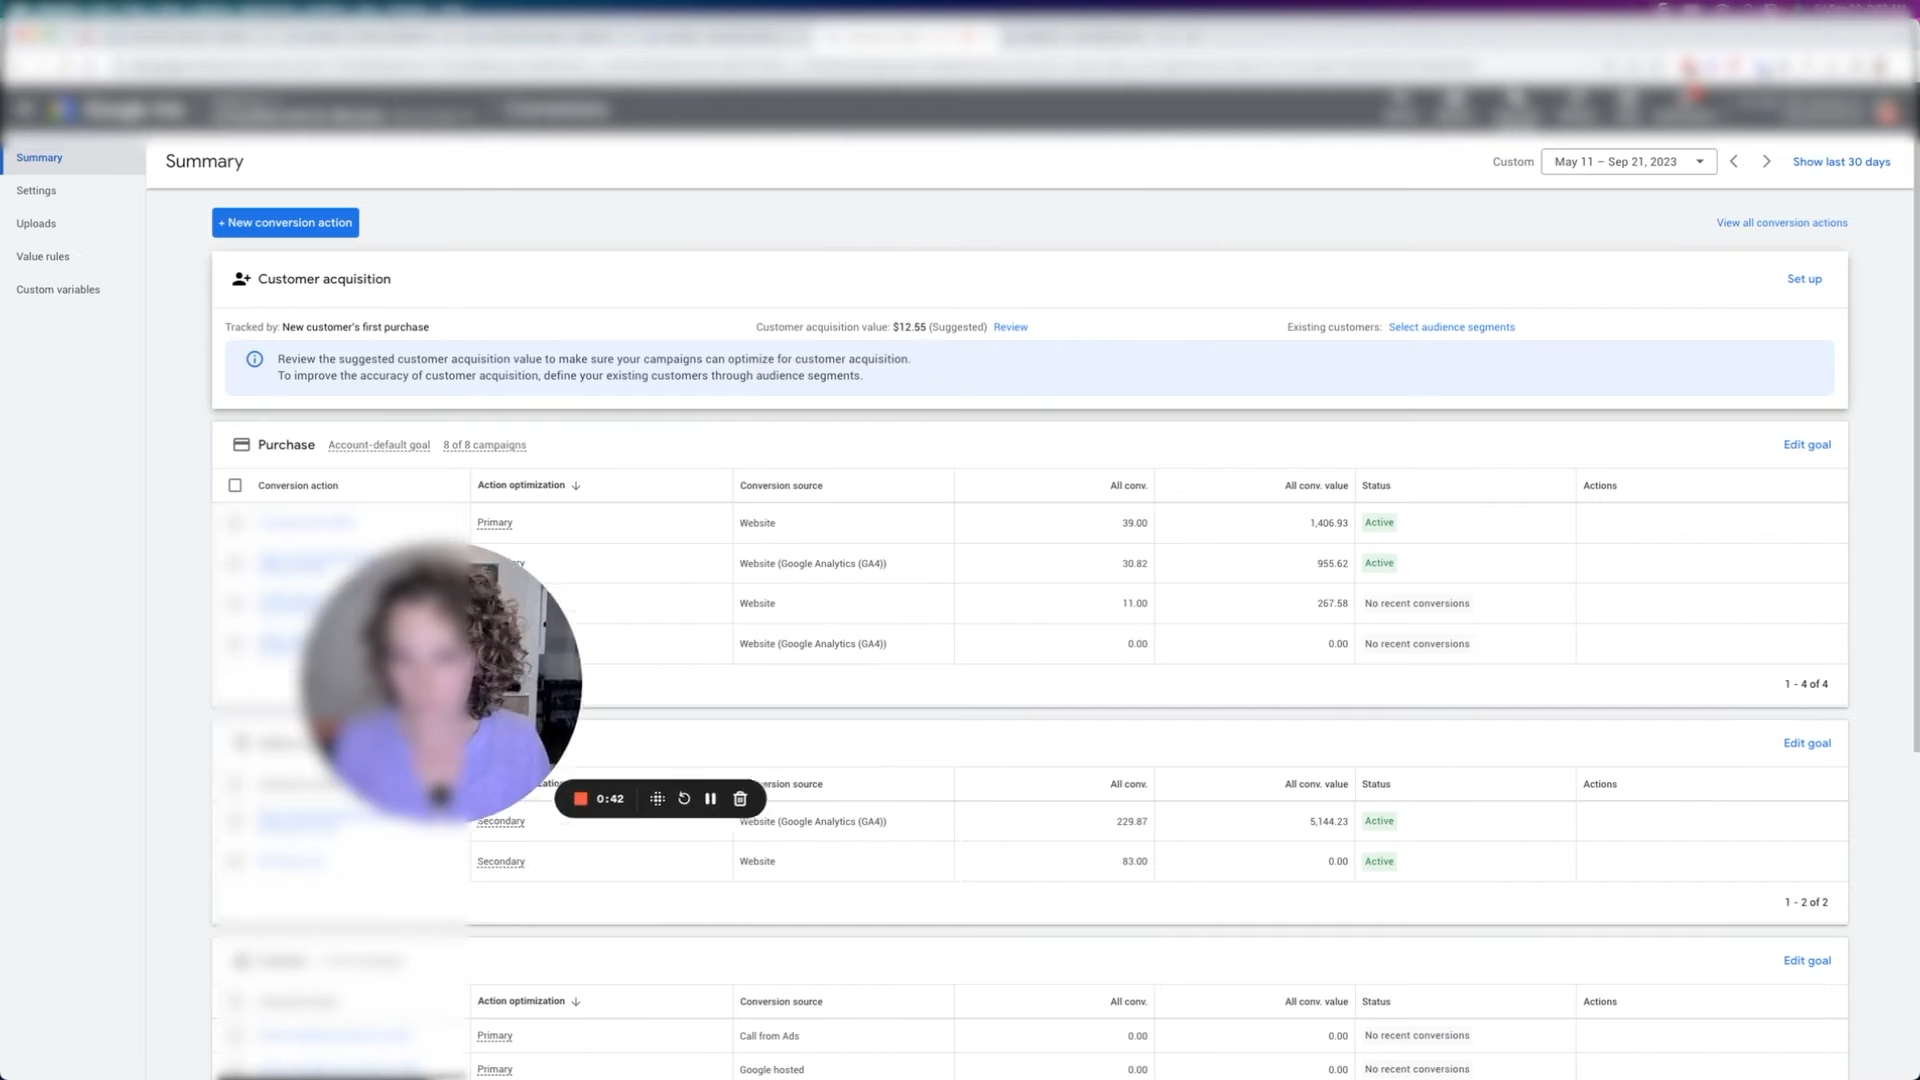 Summary
Settings
Uploads
Value rules
Custom variables
Summary
Custom May 11 – Sep 21, 2023 Show last 30 days
+ New conversion action View all conversion actions
Customer acquisition Set up
Tracked by: New customer's first purchase Customer acquisition value: $12.55 (Suggested) Review Existing customers: Select audience segments
Review the suggested customer acquisition value to make sure your campaigns can optimize for customer acquisition.
To improve the accuracy of customer acquisition, define your existing customers through audience segments.
Purchase Account-default goal 8 of 8 campaigns Edit goal
Conversion action Action optimization Conversion source All conv. All conv. value Status Actions
Primary Website 39.00 1,406.93 Active
Website (Google Analytics (GA4)) 30.82 955.62 Active
Website 11.00 267.58 No recent conversions
Website (Google Analytics (GA4)) 0.00 0.00 No recent conversions
1 - 4 of 4
Edit goal
source All conv. All conv. value Status Actions
0:42
Secondary Website (Google Analytics (GA4)) 229.87 5,144.23 Active
Secondary Website 83.00 0.00 Active
1 - 2 of 2
Edit goal
Action optimization Conversion source All conv. All conv. value Status Actions
Primary Call from Ads 0.00 0.00 No recent conversions
Primary Google hosted 0.00 0.00 No recent conversions